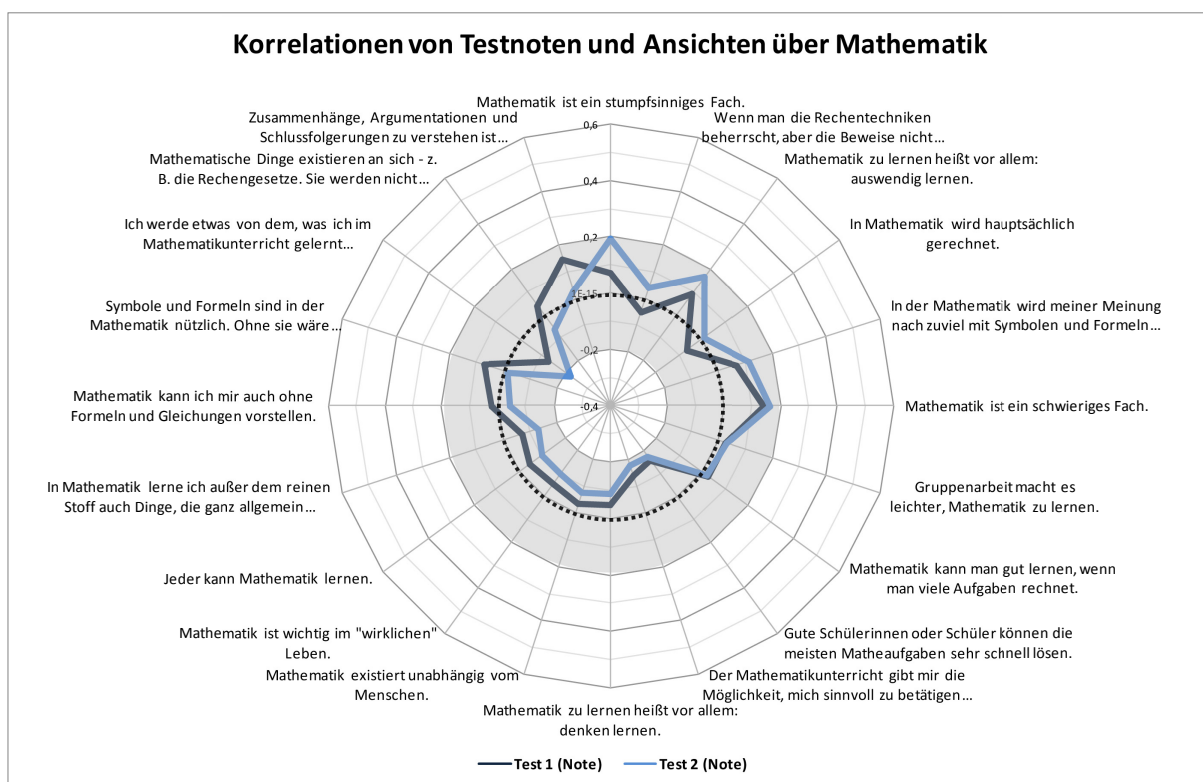 Korrelationen von Testnoten und Ansichten über Mathematik
Mathematik ist ein stumpfsinniges Fach.
Wenn man die Rechentechniken
beherrscht, aber die Beweise nicht...
Mathematik zu lernen heißt vor allem:
auswendig lernen.
In Mathematik wird hauptsächlich
gerechnet.
In der Mathematik wird meiner Meinung
nach zuviel mit Symbolen und Formeln...
Mathematik ist ein schwieriges Fach.
Gruppenarbeit macht es
leichter, Mathematik zu lernen.
Mathematik kann man gut lernen, wenn
man viele Aufgaben rechnet.
Gute Schülerinnen oder Schüler können die
meisten Matheaufgaben sehr schnell lösen.
Der Mathematikunterricht gibt mir die
Möglichkeit, mich sinnvoll zu betätigen...
Mathematik zu lernen heißt vor allem:
denken lernen.
Mathematik existiert unabhängig vom
Menschen.
Mathematik ist wichtig im "wirklichen"
Leben.
Jeder kann Mathematik lernen.
In Mathematik lerne ich außer dem reinen
Stoff auch Dinge, die ganz allgemein...
Mathematik kann ich mir auch ohne
Formeln und Gleichungen vorstellen.
Symbole und Formeln sind in der
Mathematik nützlich. Ohne sie wäre...
Ich werde etwas von dem, was ich im
Mathematikunterricht gelernt...
Mathematische Dinge existieren an sich - z.
B. die Rechengesetze. Sie werden nicht...
Zusammenhänge, Argumentationen und
Schlussfolgerungen zu verstehen ist...
0,6
0,4
0,2
1E-15
-0,2
-0,4
Test 1 (Note)
Test 2 (Note)